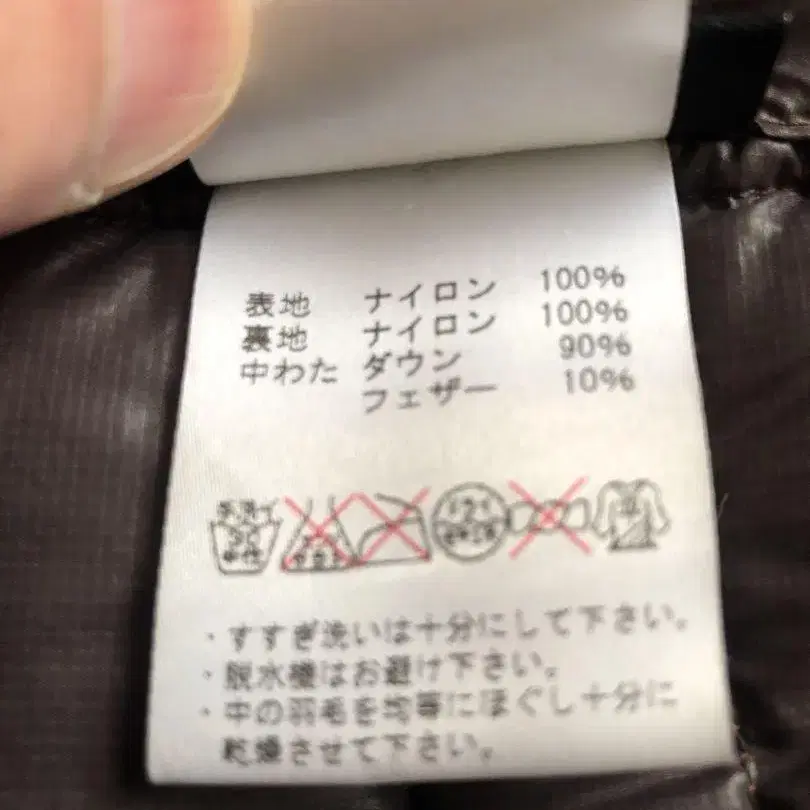 表地 ナイロン 100%
裏地 ナイロン 100%
中わた ダウン 90%
フェザー 10%
・すすぎ洗いは十分にして下さい。
・脱水機はお避け下さい。
・中の羽毛を均等にほぐし十分に
乾燥させて下さい。